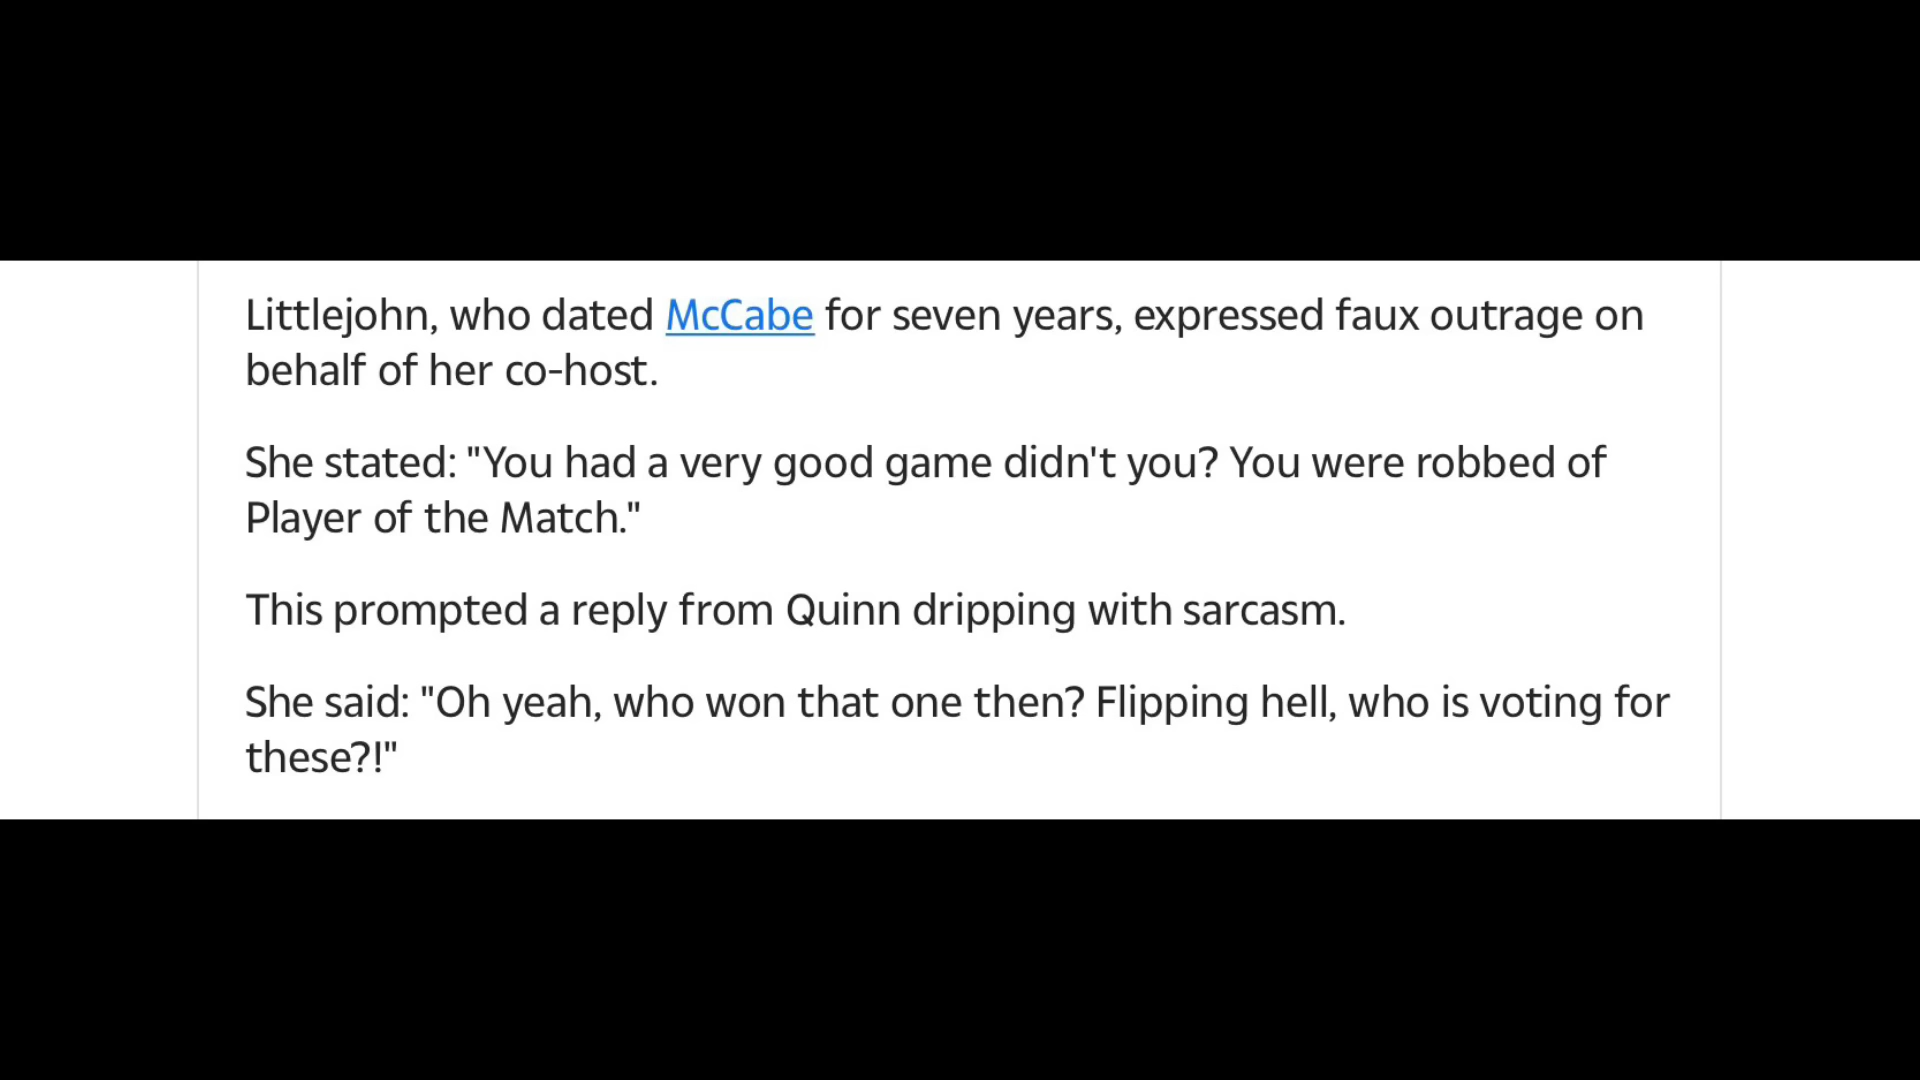 Littlejohn, who dated McCabe for seven years, expressed faux outrage on
behalf of her co-host.
She stated: "You had a very good game didn't you? You were robbed of
Player of the Match."
This prompted a reply from Quinn dripping with sarcasm.
She said: "Oh yeah, who won that one then? Flipping hell, who is voting for
these?!"